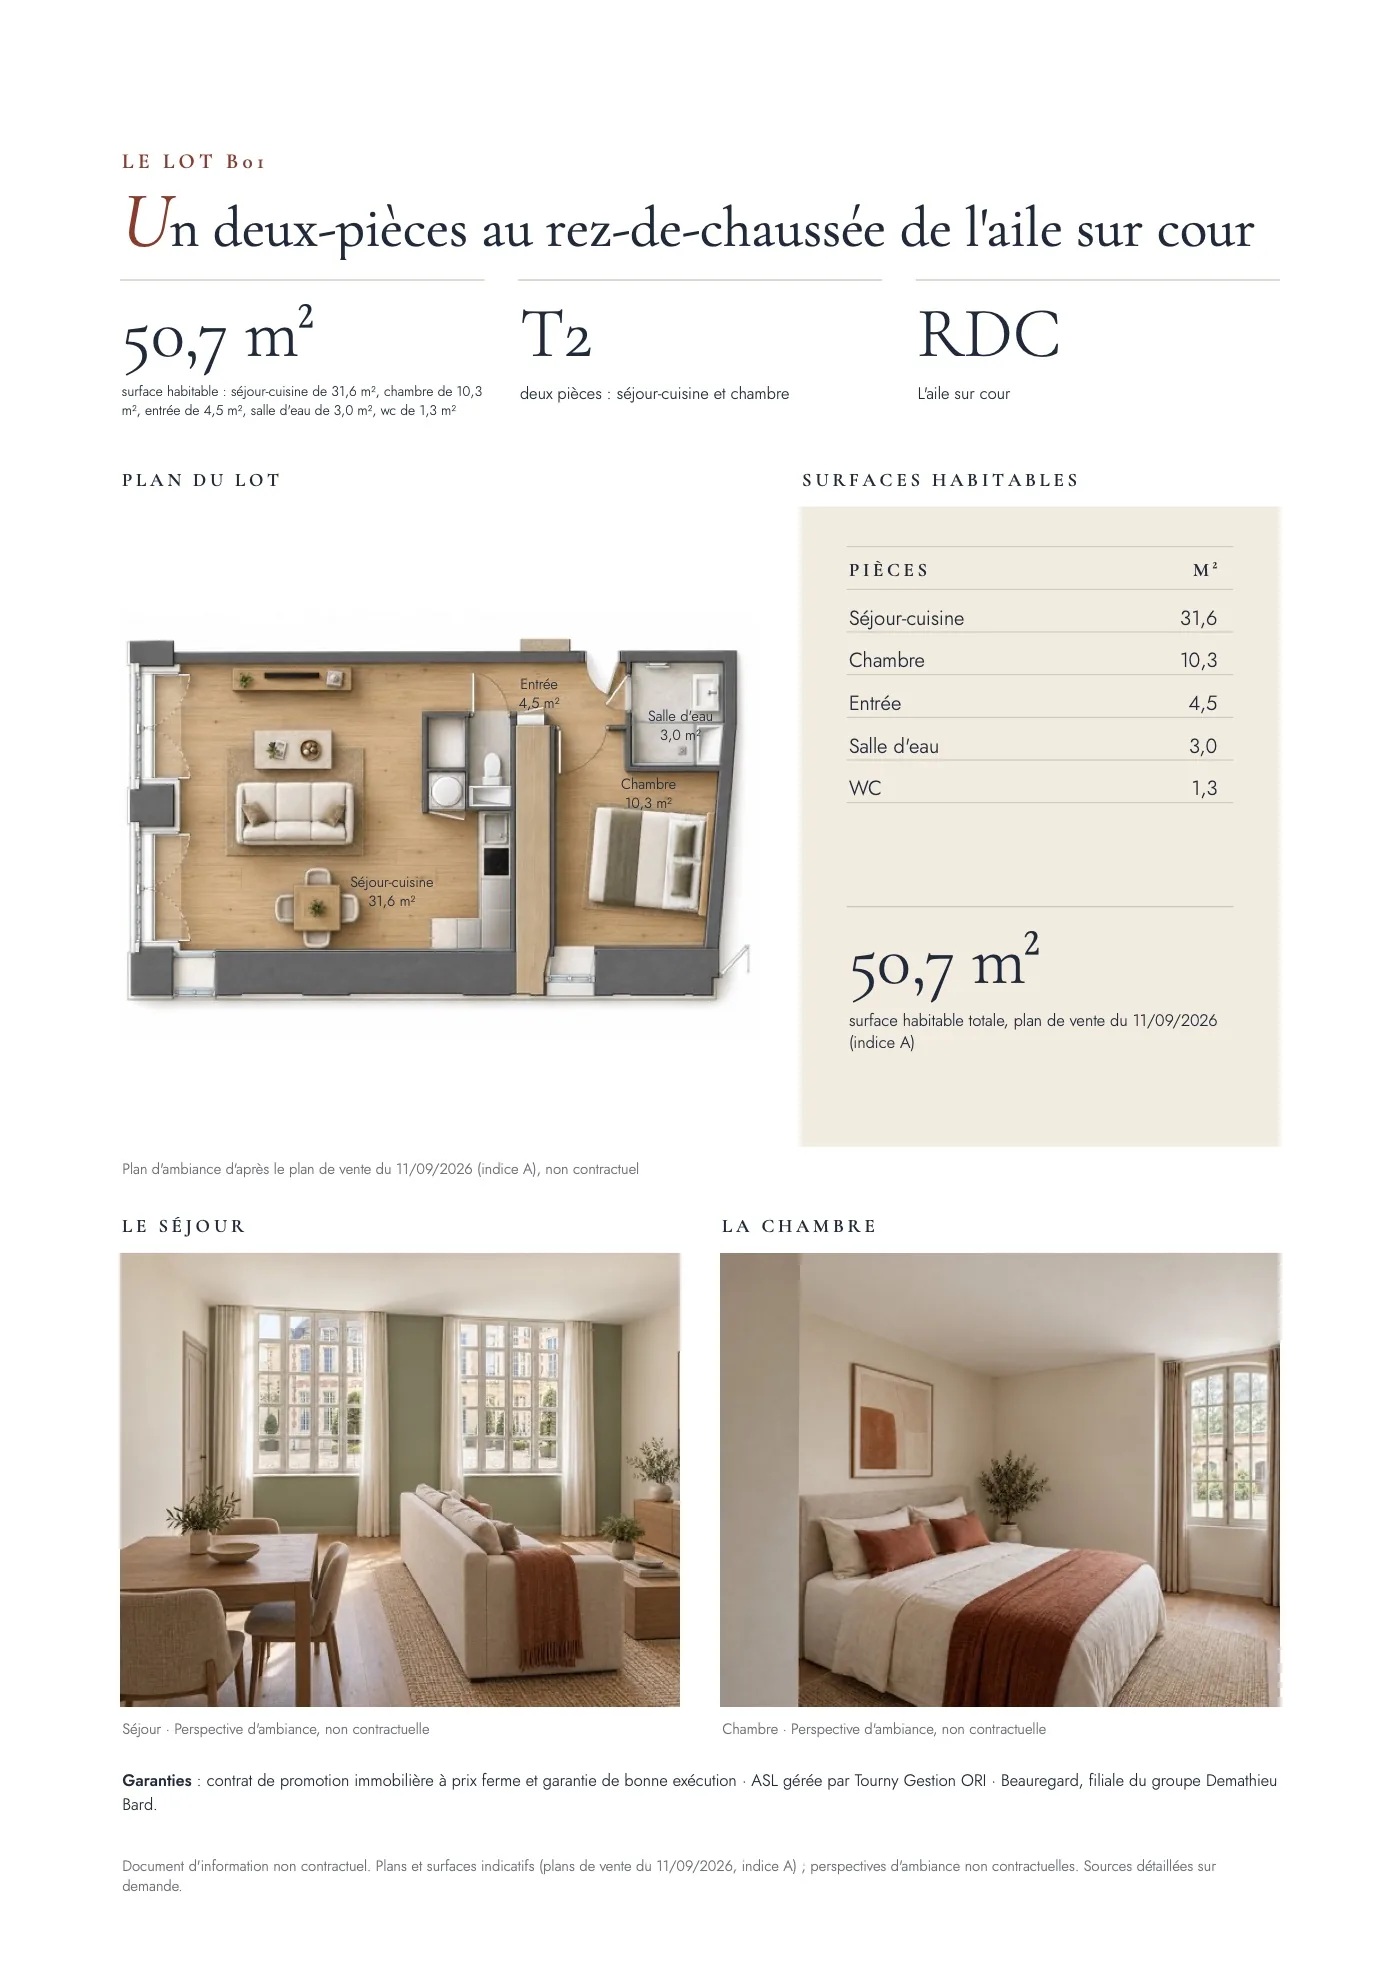 LE LOT B01
Un deux-pièces au rez-de-chaussée de l'aile sur cour
50,7 m²
surface habitable : séjour-cuisine de 31,6 m², chambre de 10,3
m², entrée de 4,5 m², salle d'eau de 3,0 m², wc de 1,3 m²
T2
deux pièces : séjour-cuisine et chambre
RDC
L'aile sur cour
PLAN DU LOT
Entrée
4,5 m²
Salle d'eau
3,0 m²
Chambre
10,3 m²
Séjour-cuisine
31,6 m²
Plan d'ambiance d'après le plan de vente du 11/09/2026 (indice A), non contractuel
SURFACES HABITABLES
PIÈCES M²
Séjour-cuisine 31,6
Chambre 10,3
Entrée 4,5
Salle d'eau 3,0
WC 1,3
50,7 m²
surface habitable totale, plan de vente du 11/09/2026
(indice A)
LE SÉJOUR
Séjour · Perspective d'ambiance, non contractuelle
LA CHAMBRE
Chambre · Perspective d'ambiance, non contractuelle
Garanties : contrat de promotion immobilière à prix ferme et garantie de bonne exécution · ASL gérée par Tourny Gestion ORI · Beauregard, filiale du groupe Demathieu
Bard.
Document d'information non contractuel. Plans et surfaces indicatifs (plans de vente du 11/09/2026, indice A) ; perspectives d'ambiance non contractuelles. Sources détaillées sur
demande.